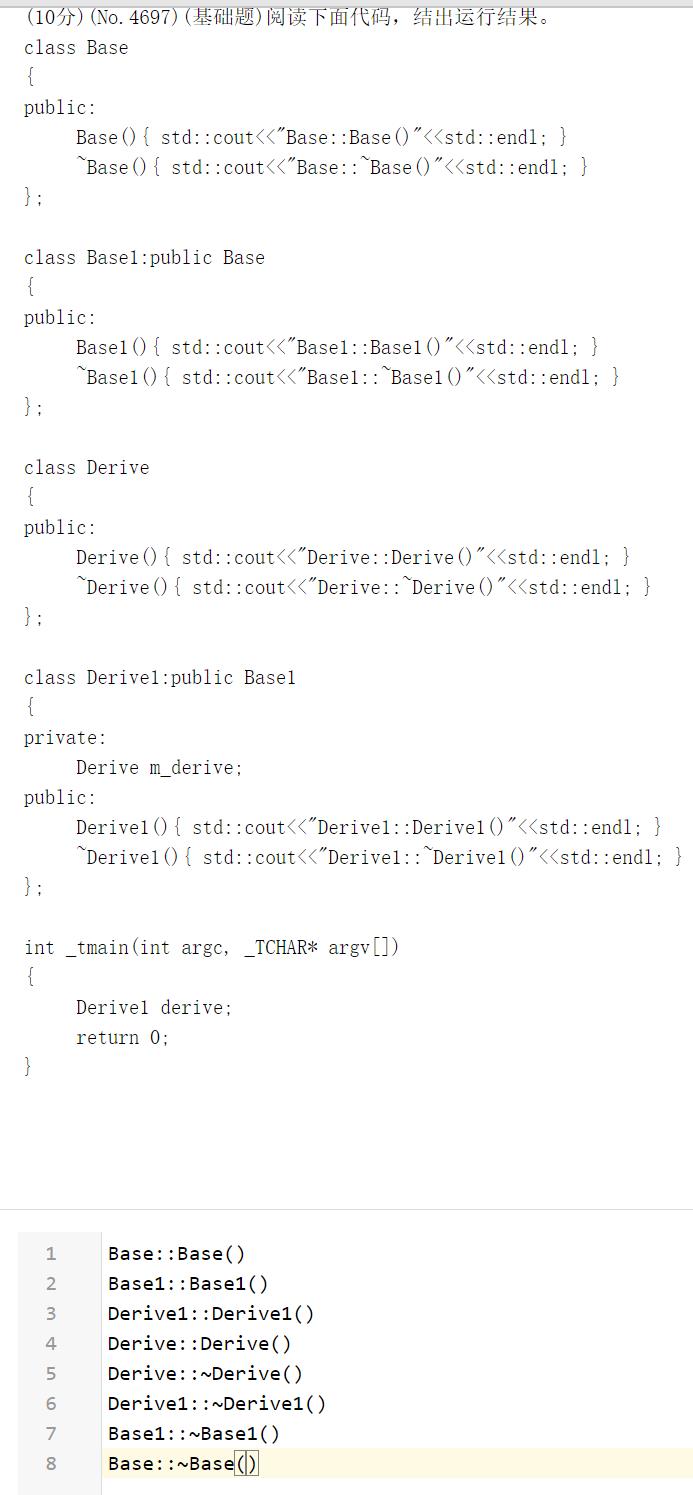 (10分)(No.4697)(基础题)阅读下面代码，结出运行结果。
class Base
{
public:
Base(){ std::cout<<"Base::Base()"<<std::endl; }
~Base(){ std::cout<<"Base::~Base()"<<std::endl; }
};
class Base1:public Base
{
public:
Base1(){ std::cout<<"Base1::Base1()"<<std::endl; }
~Base1(){ std::cout<<"Base1::~Base1()"<<std::endl; }
};
class Derive
{
public:
Derive(){ std::cout<<"Derive::Derive()"<<std::endl; }
~Derive(){ std::cout<<"Derive::~Derive()"<<std::endl; }
};
class Derive1:public Base1
{
private:
Derive m_derive;
public:
Derive1(){ std::cout<<"Derive1::Derive1()"<<std::endl; }
~Derive1(){ std::cout<<"Derive1::~Derive1()"<<std::endl; }
};
int _tmain(int argc, _TCHAR* argv[])
{
Derive1 derive;
return 0;
}
1 Base::Base()
2 Base1::Base1()
3 Derive1::Derive1()
4 Derive::Derive()
5 Derive::~Derive()
6 Derive1::~Derive1()
7 Base1::~Base1()
8 Base::~Base()